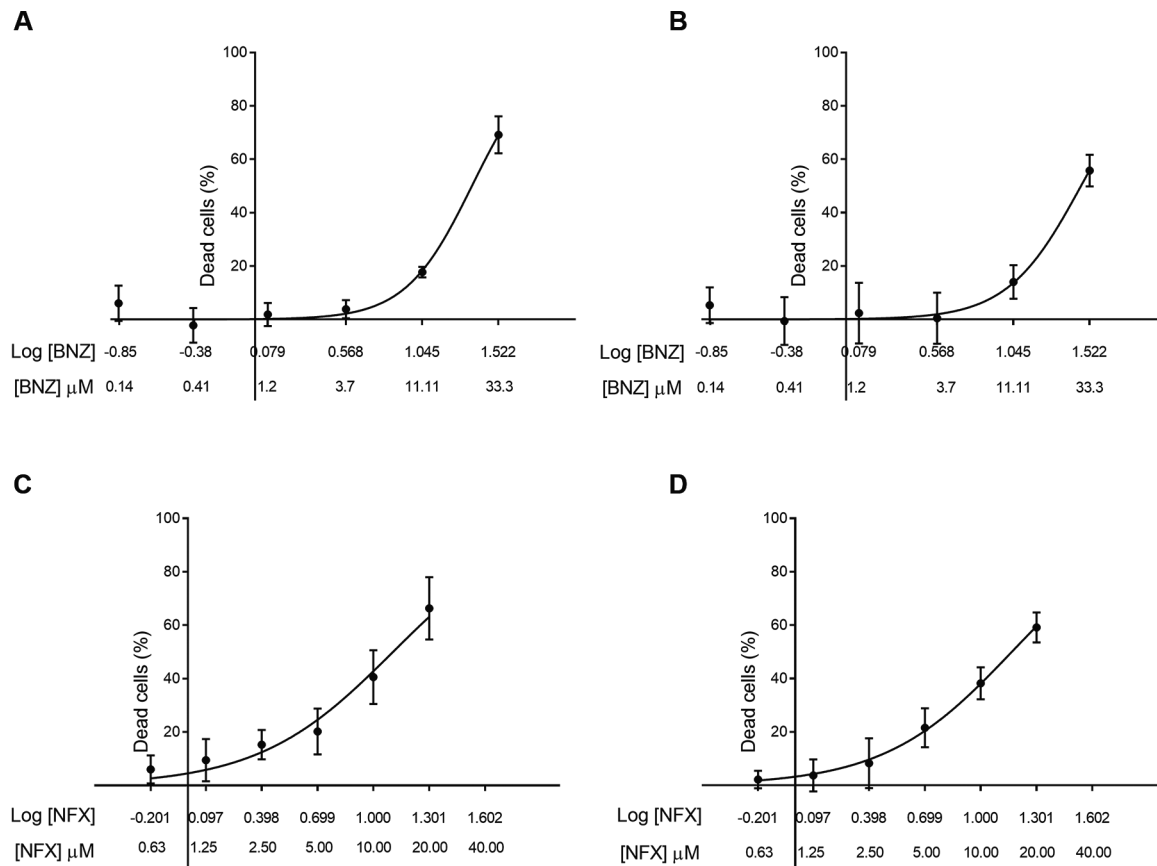 A
B
100
80
60
40
20
Dead cells (%)
Log [BNZ] -0.85 -0.38 0.079 0.568 1.045 1.522
[BNZ] μM 0.14 0.41 1.2 3.7 11.11 33.3
100
80
60
40
20
Dead cells (%)
Log [BNZ] -0.85 -0.38 0.079 0.568 1.045 1.522
[BNZ] μM 0.14 0.41 1.2 3.7 11.11 33.3
C
D
100
80
60
40
20
Dead cells (%)
Log [NFX] -0.201 0.097 0.398 0.699 1.000 1.301 1.602
[NFX] μM 0.63 1.25 2.50 5.00 10.00 20.00 40.00
100
80
60
40
20
Dead cells (%)
Log [NFX] -0.201 0.097 0.398 0.699 1.000 1.301 1.602
[NFX] μM 0.63 1.25 2.50 5.00 10.00 20.00 40.00